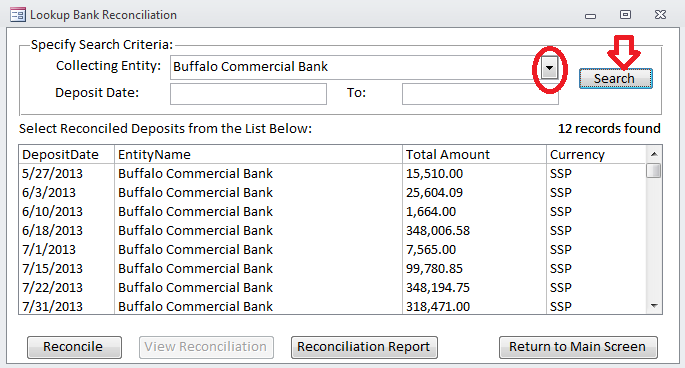 Lookup Bank Reconciliation
Specify Search Criteria:
Collecting Entity: Buffalo Commercial Bank
Search
Deposit Date: To:
Select Reconciled Deposits from the List Below: 12 records found
DepositDate EntityName Total Amount Currency
5/27/2013 Buffalo Commercial Bank 15,510.00 SSP
6/3/2013 Buffalo Commercial Bank 25,604.09 SSP
6/10/2013 Buffalo Commercial Bank 1,664.00 SSP
6/18/2013 Buffalo Commercial Bank 348,006.58 SSP
7/1/2013 Buffalo Commercial Bank 7,565.00 SSP
7/15/2013 Buffalo Commercial Bank 99,780.85 SSP
7/22/2013 Buffalo Commercial Bank 348,194.75 SSP
7/31/2013 Buffalo Commercial Bank 318,471.00 SSP
Reconcile View Reconciliation Reconciliation Report Return to Main Screen